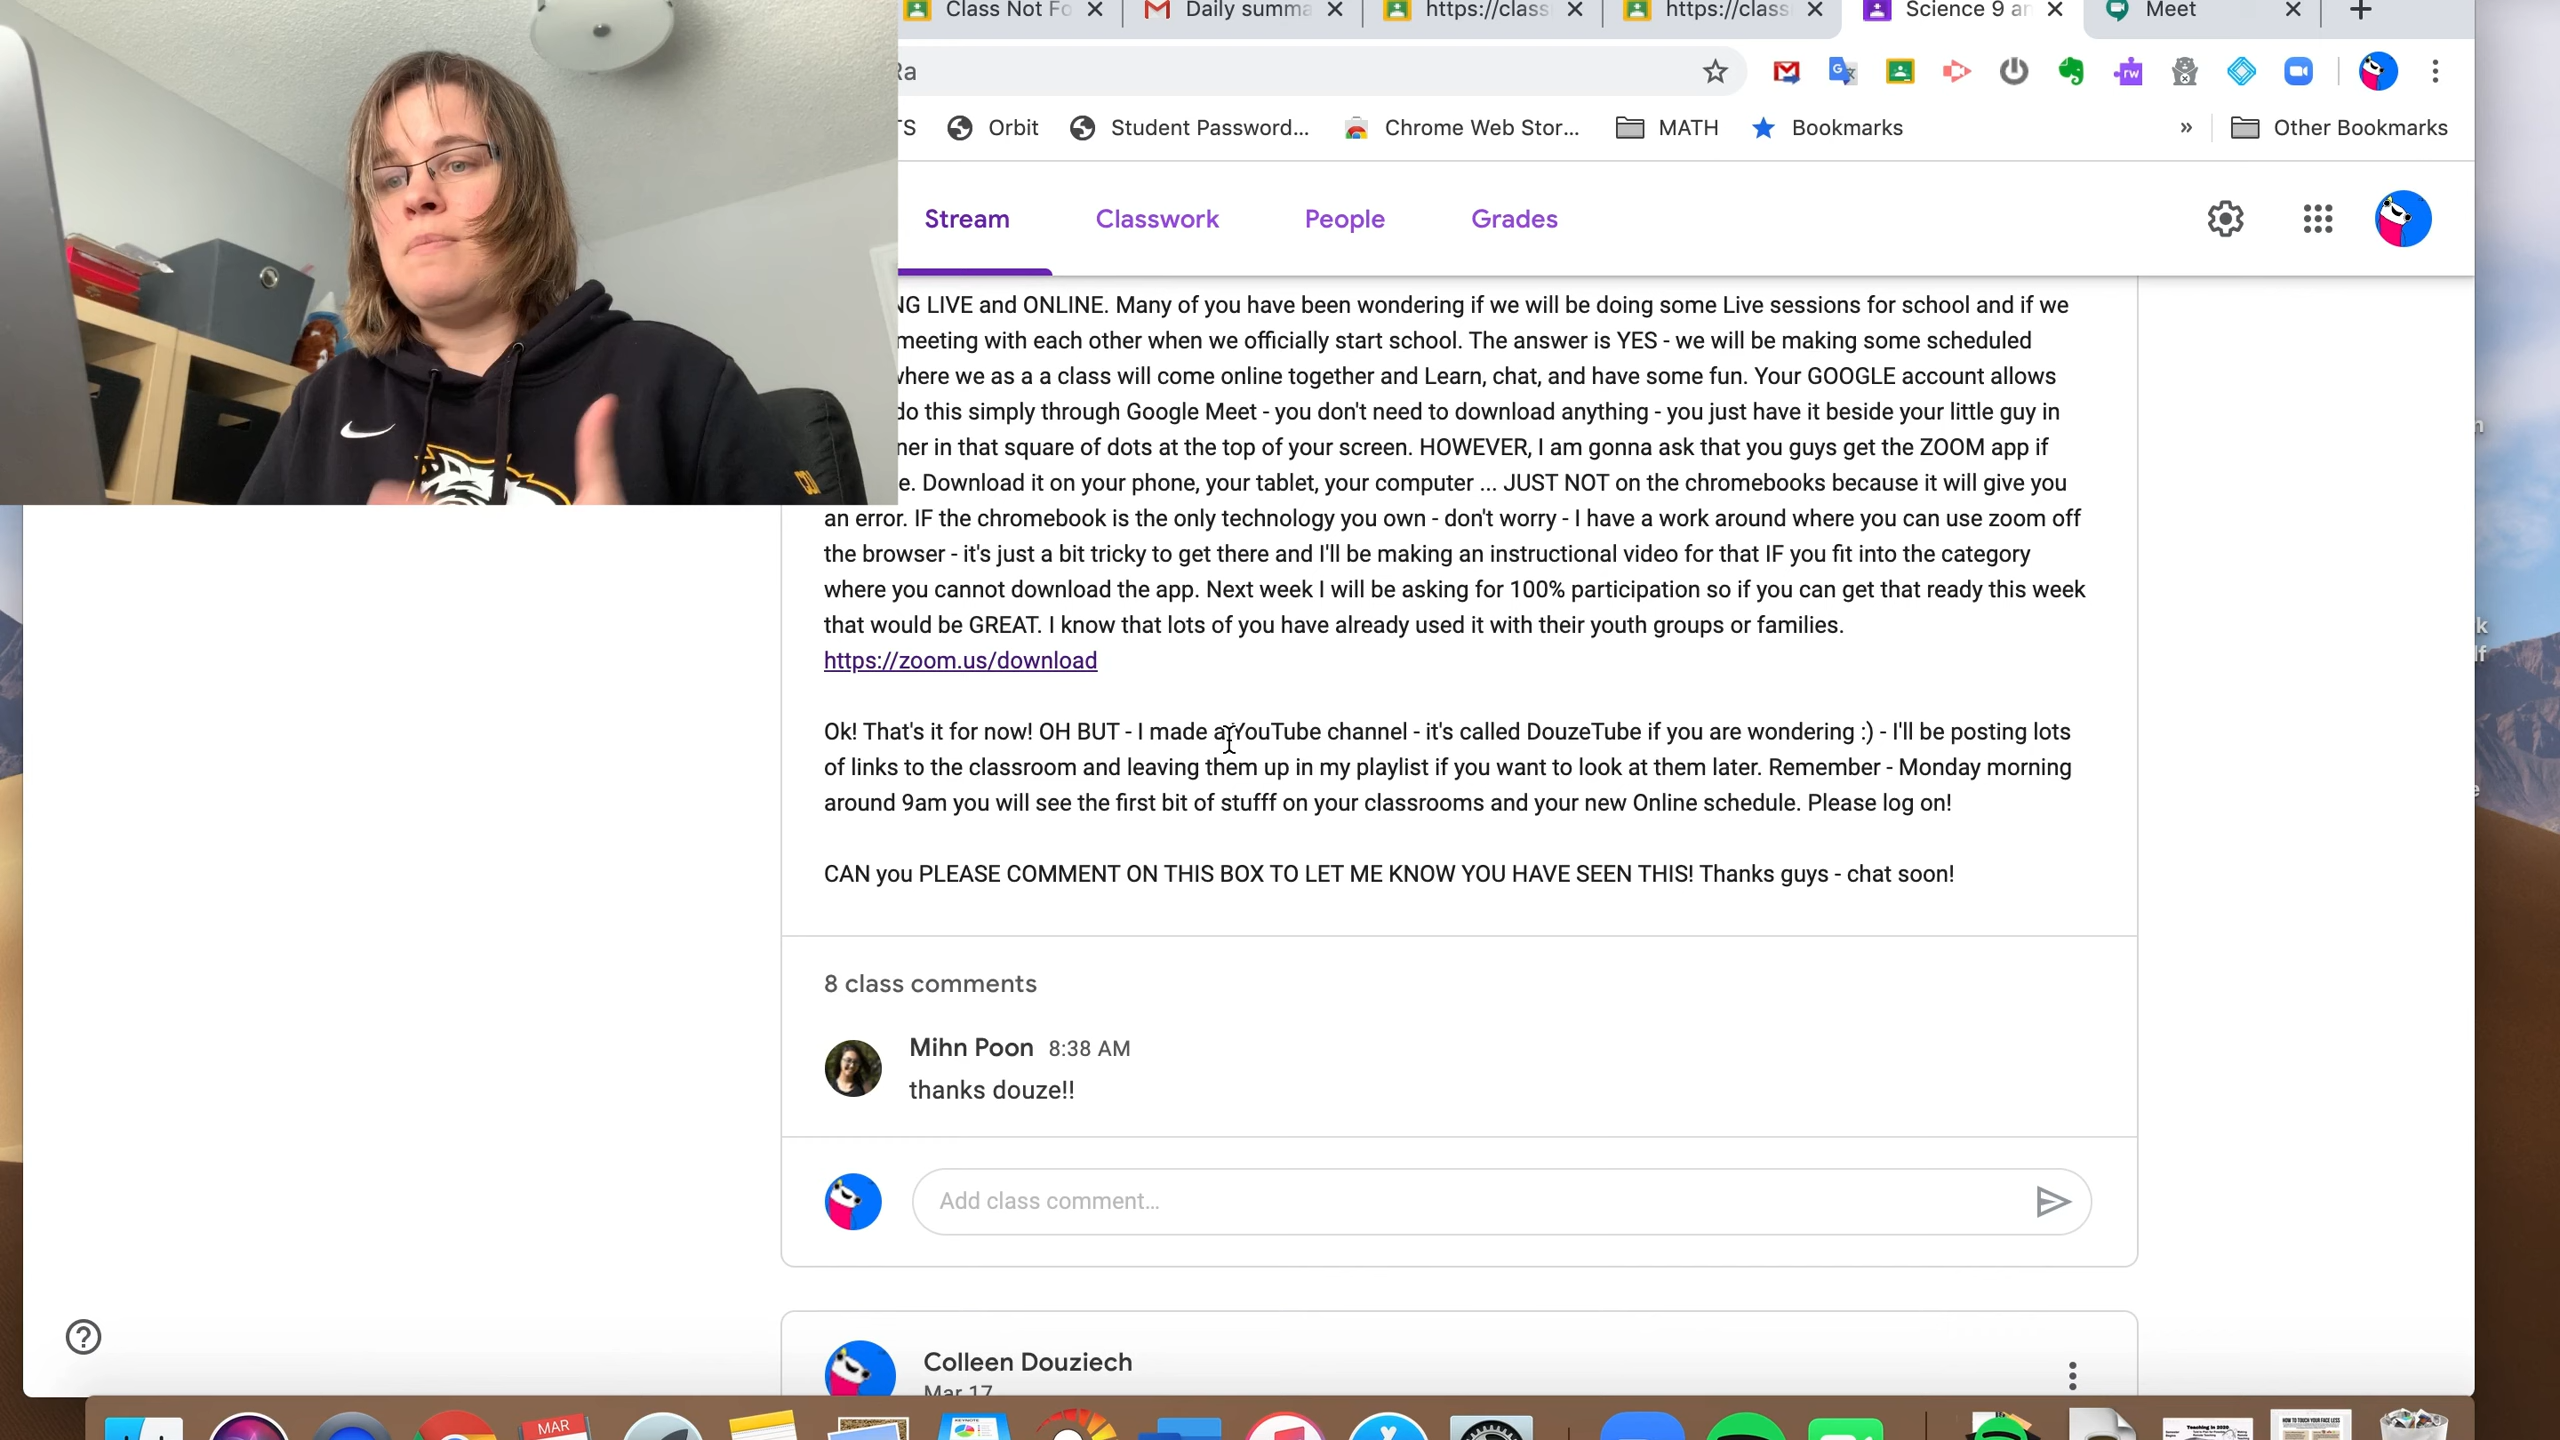 Class Not Fo
Daily summa
https://class
https://class
Science 9 an
Meet
Ra
TS
Orbit
Student Password...
Chrome Web Stor...
MATH
Bookmarks
»
Other Bookmarks
Stream
Classwork
People
Grades
NG LIVE and ONLINE. Many of you have been wondering if we will be doing some Live sessions for school and if we
meeting with each other when we officially start school. The answer is YES - we will be making some scheduled
where we as a a class will come online together and Learn, chat, and have some fun. Your GOOGLE account allows
do this simply through Google Meet - you don't need to download anything - you just have it beside your little guy in
ner in that square of dots at the top of your screen. HOWEVER, I am gonna ask that you guys get the ZOOM app if
e. Download it on your phone, your tablet, your computer ... JUST NOT on the chromebooks because it will give you
an error. IF the chromebook is the only technology you own - don't worry - I have a work around where you can use zoom off
the browser - it's just a bit tricky to get there and I'll be making an instructional video for that IF you fit into the category
where you cannot download the app. Next week I will be asking for 100% participation so if you can get that ready this week
that would be GREAT. I know that lots of you have already used it with their youth groups or families.
https://zoom.us/download
Ok! That's it for now! OH BUT - I made a YouTube channel - it's called DouzeTube if you are wondering :) - I'll be posting lots
of links to the classroom and leaving them up in my playlist if you want to look at them later. Remember - Monday morning
around 9am you will see the first bit of stufff on your classrooms and your new Online schedule. Please log on!
CAN you PLEASE COMMENT ON THIS BOX TO LET ME KNOW YOU HAVE SEEN THIS! Thanks guys - chat soon!
8 class comments
Mihn Poon 8:38 AM
thanks douze!!
Add class comment...
Colleen Douziech
Mar 17
MAR
KEYNOTE
Teaching in 2020
HOW TO TOUCH YOUR FACE LESS
rw